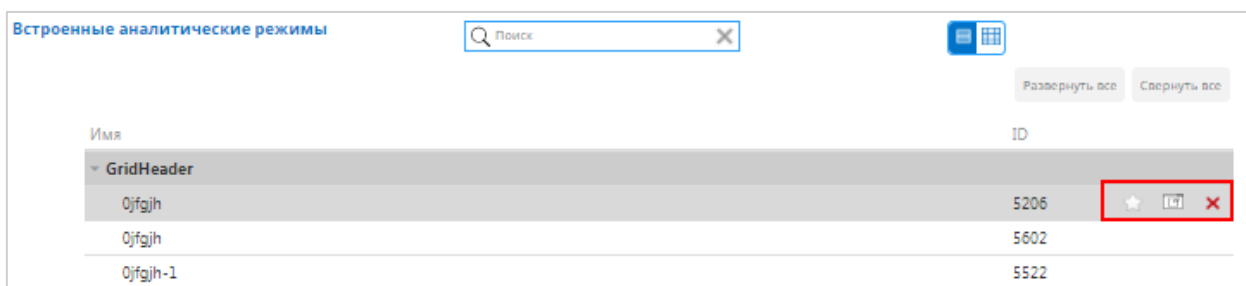 Встроенные аналитические режимы
Поиск
Развернуть все Свернуть все
Имя ID
GridHeader
0jfgjh 5206
0jfgjh 5602
0jfgjh-1 5522